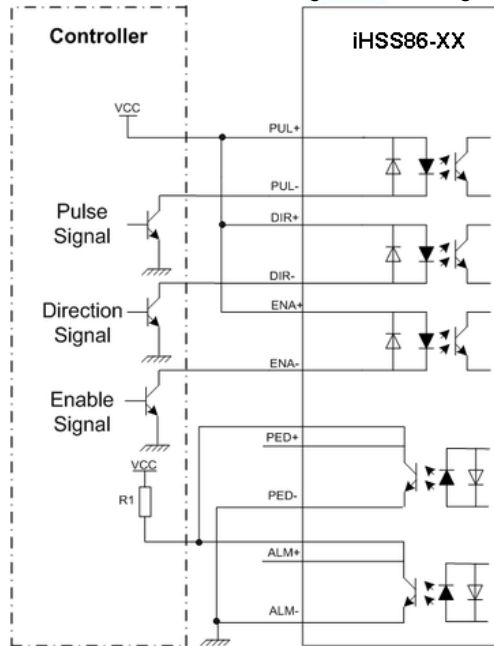 Controller
iHSS86-XX
VCC
PUL+
PUL-
Pulse
Signal
DIR+
DIR-
Direction
Signal
ENA+
ENA-
Enable
Signal
PED+
VCC
R1
PED-
ALM+
ALM-